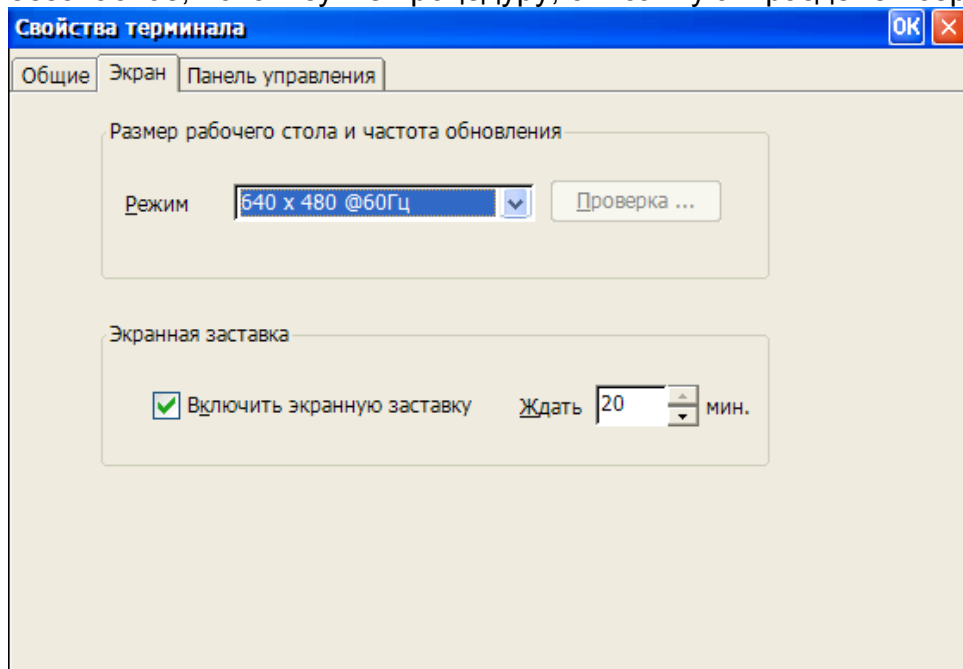 Свойства терминала OK
Общие Экран Панель управления
Размер рабочего стола и частота обновления
Режим 640 x 480 @60Гц Проверка ...
Экранная заставка
Включить экранную заставку Ждать 20 мин.